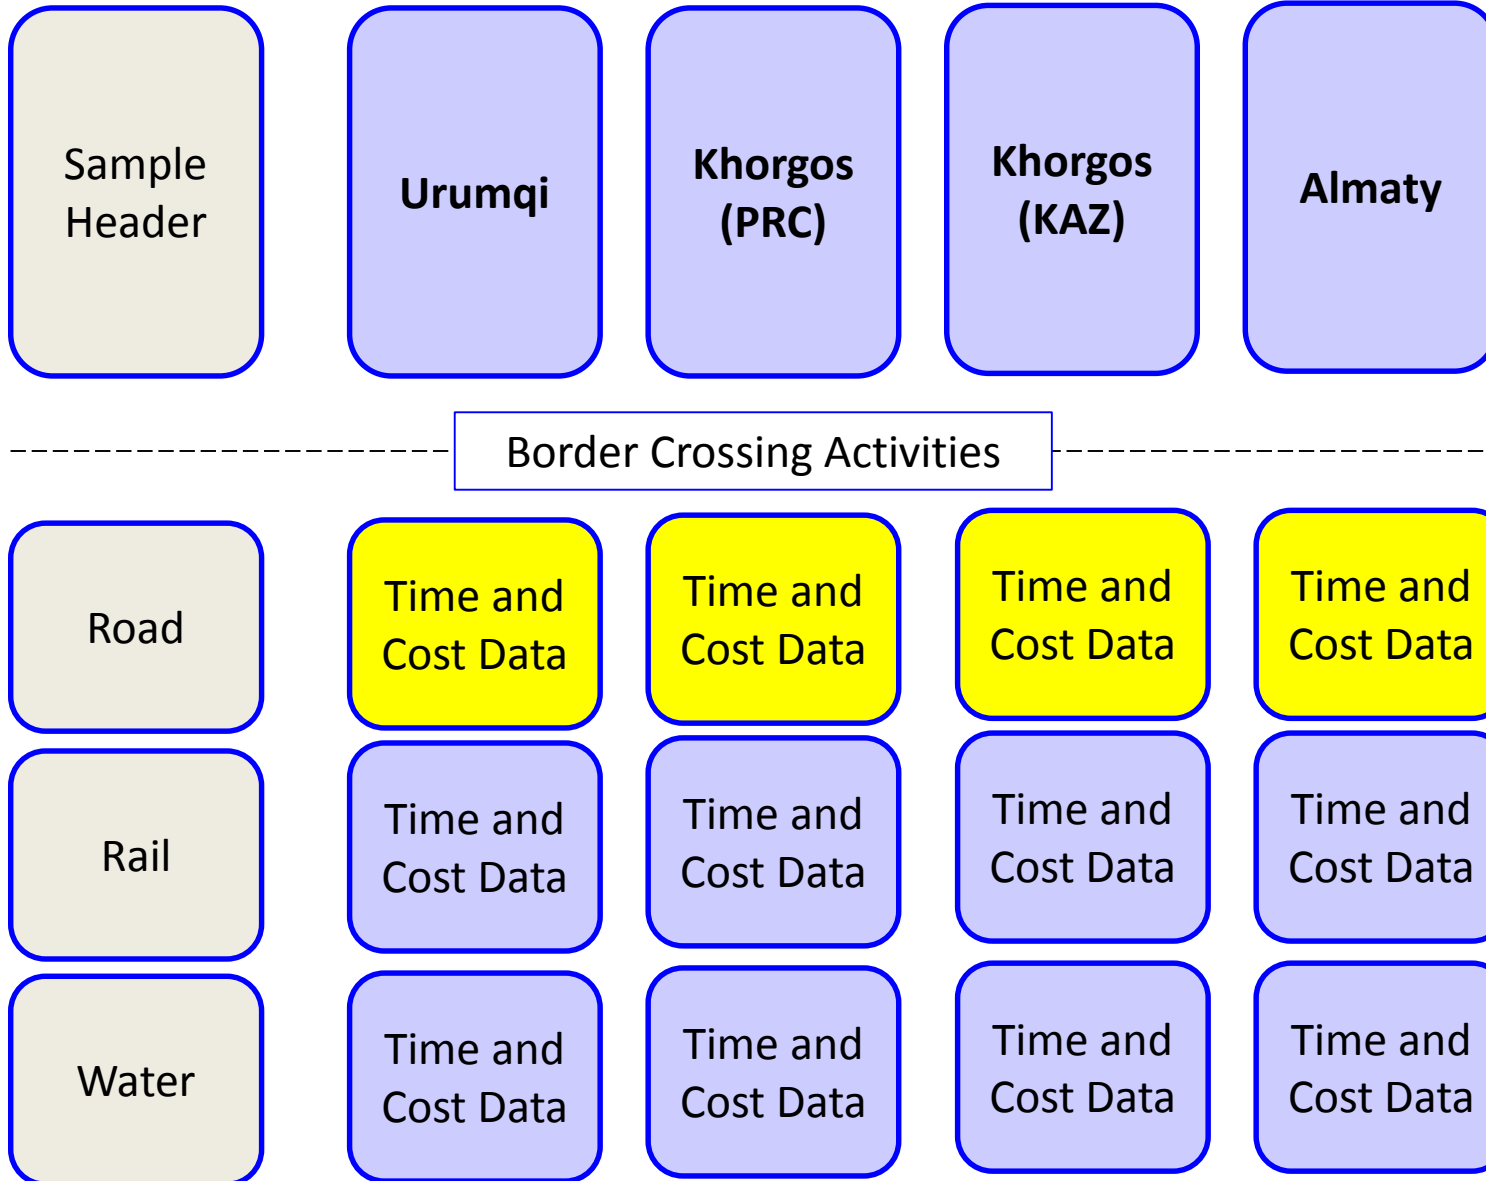 Sample
Header
Urumqi
Khorgos
(PRC)
Khorgos
(KAZ)
Almaty
Border Crossing Activities
Road
Time and
Cost Data
Time and
Cost Data
Time and
Cost Data
Time and
Cost Data
Rail
Time and
Cost Data
Time and
Cost Data
Time and
Cost Data
Time and
Cost Data
Water
Time and
Cost Data
Time and
Cost Data
Time and
Cost Data
Time and
Cost Data